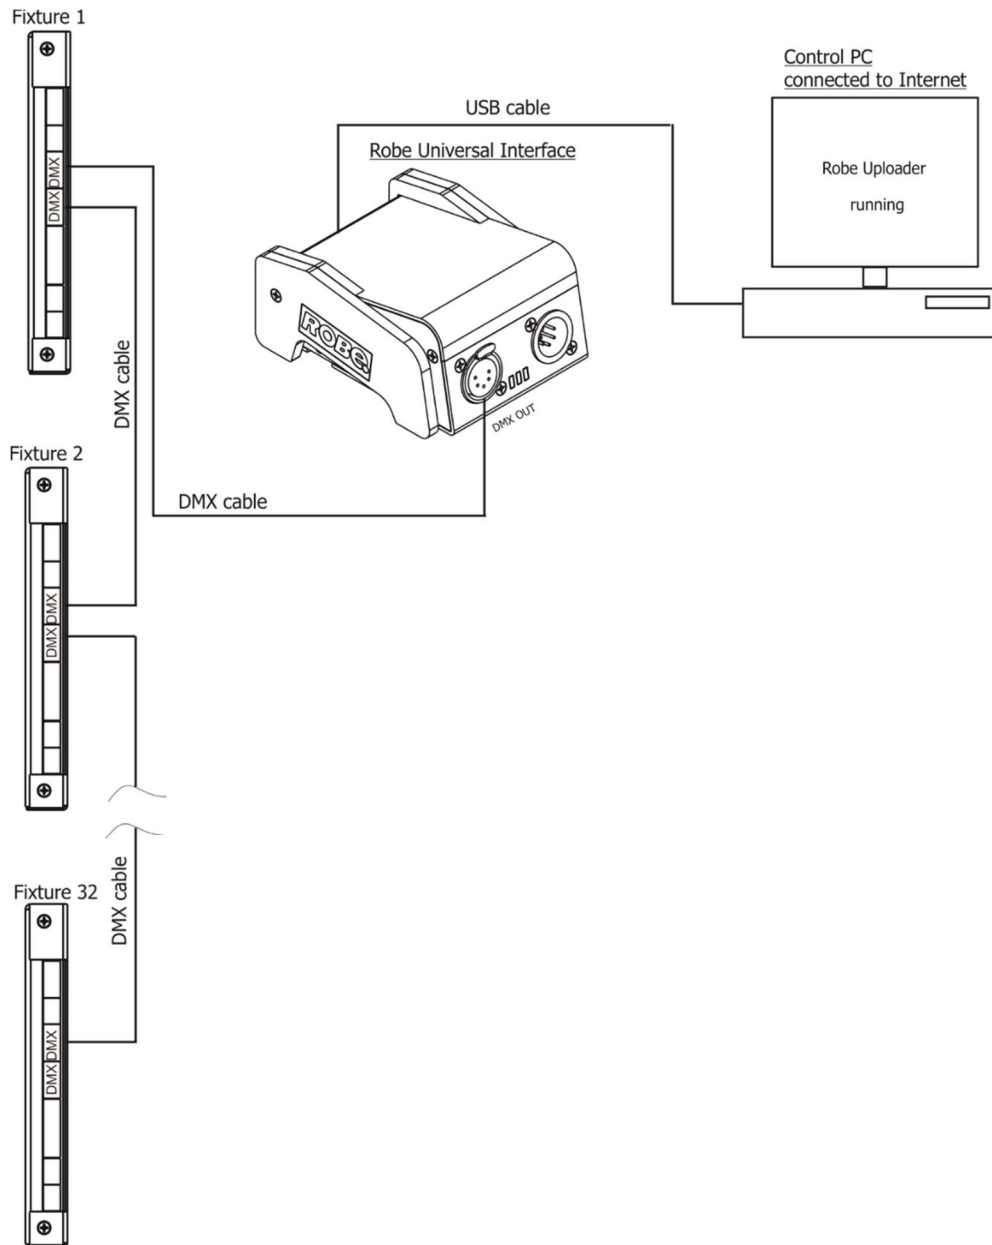 Fixture 1
DMX
DMX
DMX cable
Control PC
connected to Internet
USB cable
Robe Universal Interface
Robe Uploader
running
ROBE
DMX OUT
DMX cable
Fixture 2
DMX
DMX
DMX cable
Fixture 32
DMX
DMX